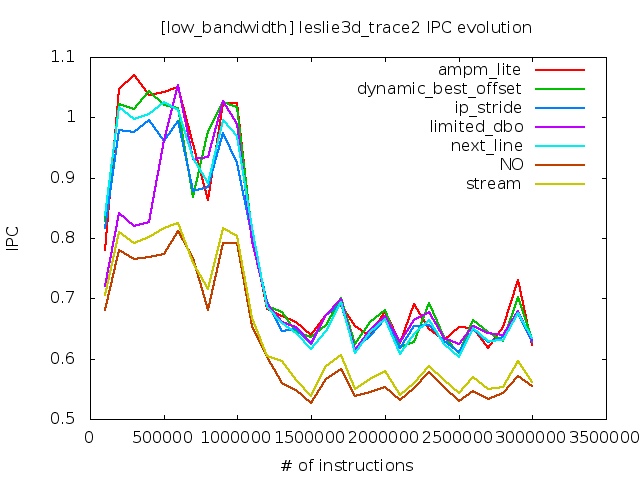 [low_bandwidth] leslie3d_trace2 IPC evolution
1.1
1
0.9
0.8
0.7
0.6
0.5
IPC
ampm_lite
dynamic_best_offset
ip_stride
limited_dbo
next_line
NO
stream
0 500000 1000000 1500000 2000000 2500000 3000000 3500000
# of instructions